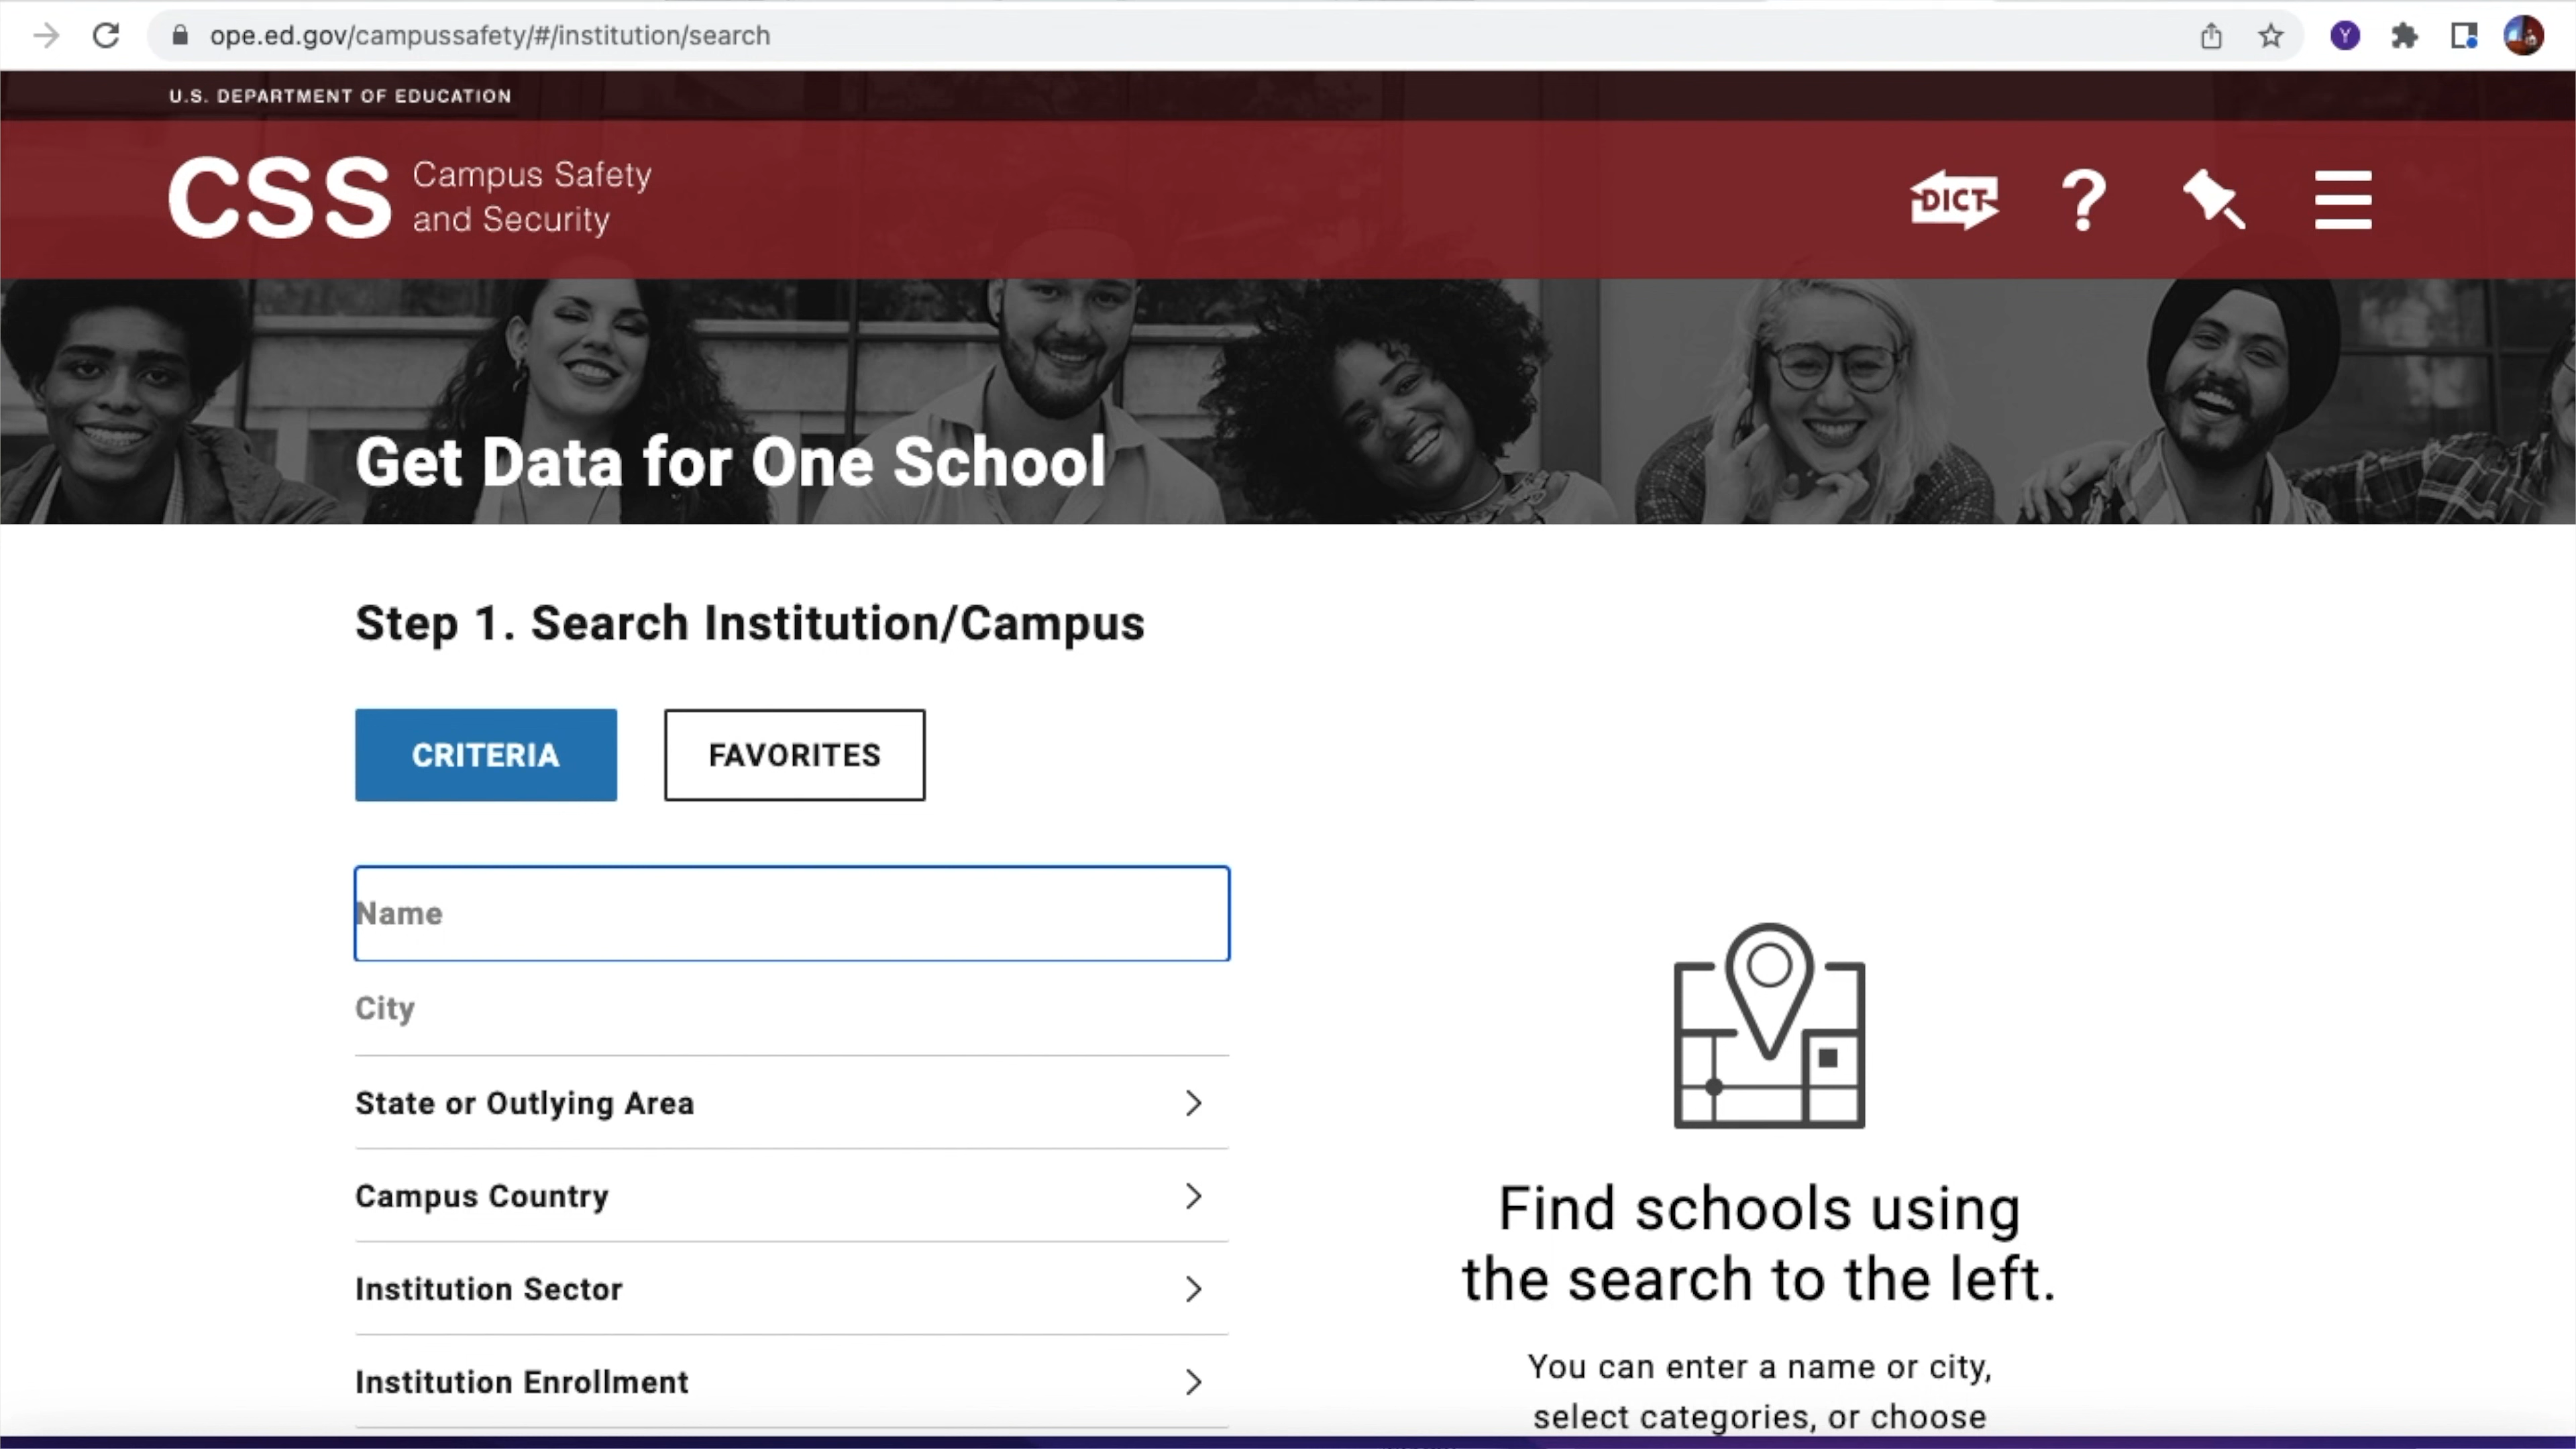 ope.ed.gov/campussafety/#/institution/search
Y
U.S. DEPARTMENT OF EDUCATION
CSS
Campus Safety
and Security
DICT
?
Get Data for One School
Step 1. Search Institution/Campus
CRITERIA
FAVORITES
Name
City
State or Outlying Area
Campus Country
Institution Sector
Institution Enrollment
Find schools using
the search to the left.
You can enter a name or city,
select categories, or choose